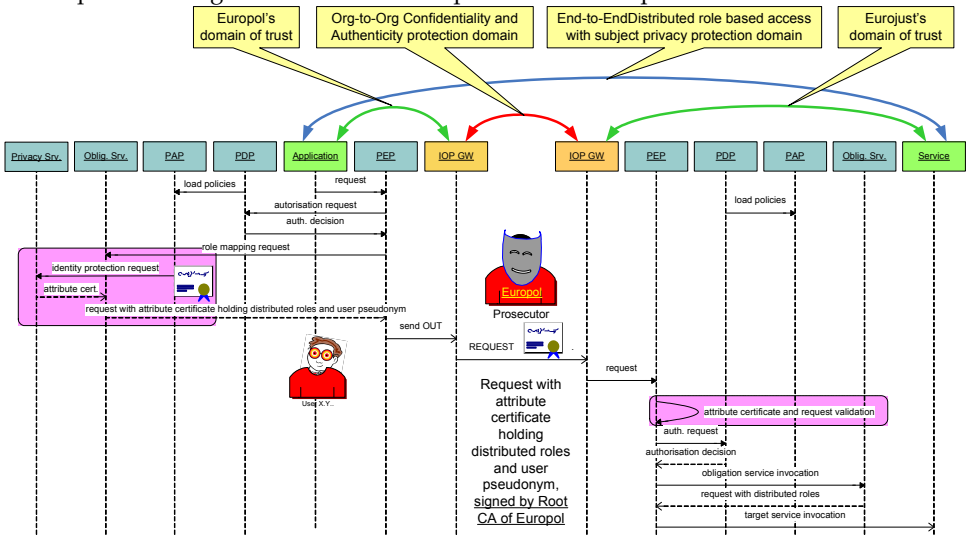 Europol's
domain of trust
Org-to-Org Confidentiality and
Authenticity protection domain
End-to-EndDistributed role based access
with subject privacy protection domain
Eurojust's
domain of trust
Privacy Srv.
Oblig. Srv.
PAP
PDP
Application
PEP
IOP GW
IOP GW
PEP
PDP
PAP
Oblig. Srv.
Service
load policies
request
load policies
autorisation request
auth. decision
role mapping request
identity protection request
attribute cert.
Europol
Prosecutor
request with attribute certificate holding distributed roles and user pseudonym
send OUT
REQUEST
request
User X.Y..
Request with
attribute
certificate
holding
distributed roles
and user
pseudonym,
signed by Root
CA of Europol
attribute certificate and request validation
auth. request
authorisation decision
obligation service invocation
request with distributed roles
target service invocation